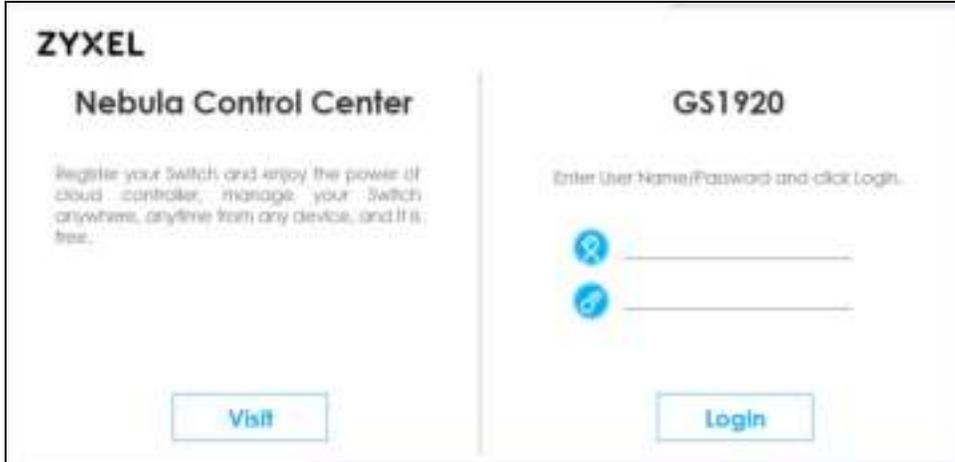 ZYXEL
Nebula Control Center
Register your Switch and enjoy the power of
cloud controller, manage your Switch
anywhere, anytime from any device, and it is
free.
Visit
GS1920
Enter User Name/Password and click Login.
Login